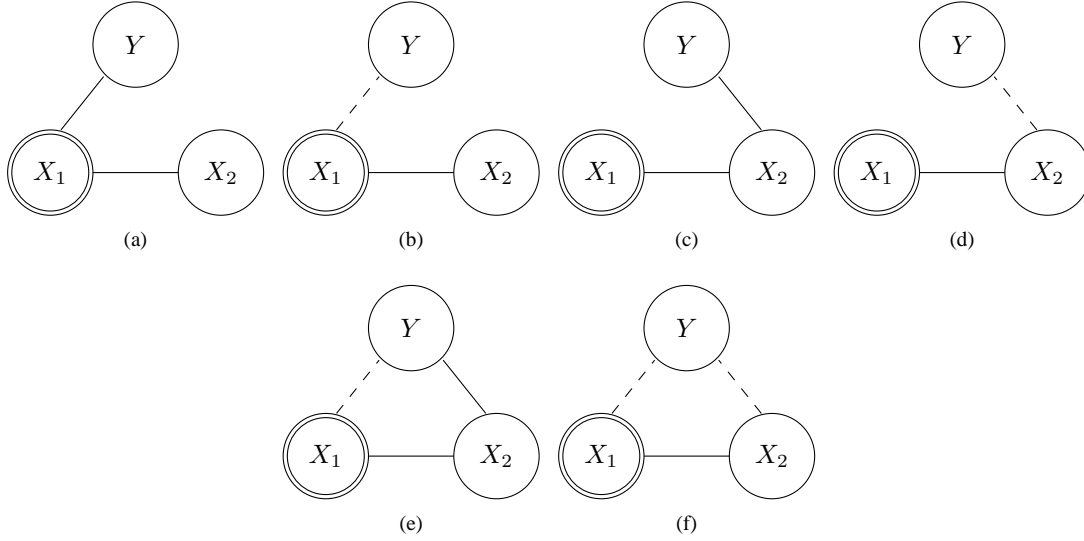 Y Y Y Y
X1 X2 X1 X2 X1 X2 X1 X2
(a) (b) (c) (d)
Y Y
X1 X2 X1 X2
(e) (f)